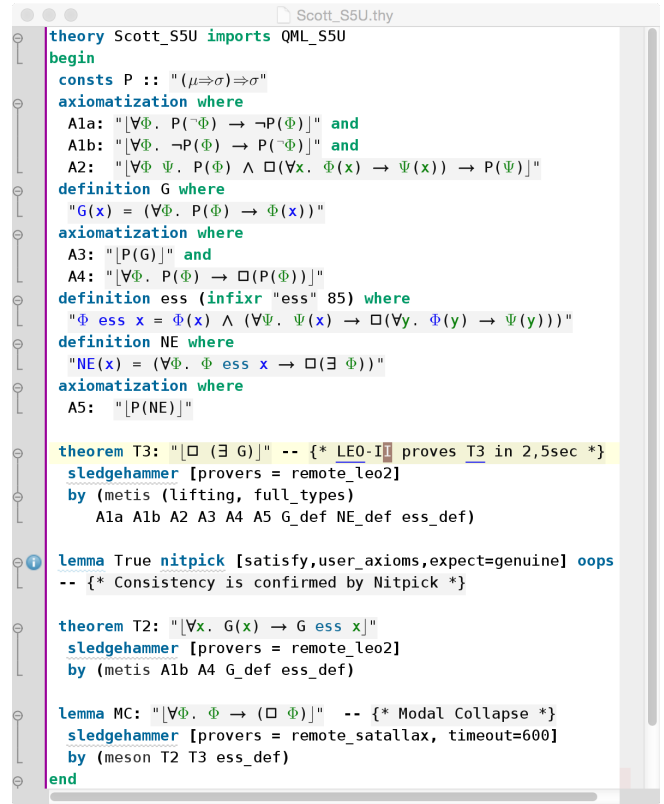 Scott_S5U.thy
theory Scott_S5U imports QML_S5U
begin
consts P :: "(μ⇒σ)⇒σ"
axiomatization where
A1a: "⌊∀Φ. P(¬Φ) → ¬P(Φ)⌋" and
A1b: "⌊∀Φ. ¬P(Φ) → P(¬Φ)⌋" and
A2: "⌊∀Φ Ψ. P(Φ) ∧ □(∀x. Φ(x) → Ψ(x)) → P(Ψ)⌋"
definition G where
"G(x) = (∀Φ. P(Φ) → Φ(x))"
axiomatization where
A3: "⌊P(G)⌋" and
A4: "⌊∀Φ. P(Φ) → □(P(Φ))⌋"
definition ess (infixr "ess" 85) where
"Φ ess x = Φ(x) ∧ (∀Ψ. Ψ(x) → □(∀y. Φ(y) → Ψ(y)))"
definition NE where
"NE(x) = (∀Φ. Φ ess x → □(∃ Φ))"
axiomatization where
A5: "⌊P(NE)⌋"
theorem T3: "⌊□ (∃ G)⌋" -- {* LEO-II proves T3 in 2,5sec *}
sledgehammer [provers = remote_leo2]
by (metis (lifting, full_types)
A1a A1b A2 A3 A4 A5 G_def NE_def ess_def)
lemma True nitpick [satisfy,user_axioms,expect=genuine] oops
-- {* Consistency is confirmed by Nitpick *}
theorem T2: "⌊∀x. G(x) → G ess x⌋"
sledgehammer [provers = remote_leo2]
by (metis A1b A4 G_def ess_def)
lemma MC: "⌊∀Φ. Φ → (□ Φ)⌋" -- {* Modal Collapse *}
sledgehammer [provers = remote_satallax, timeout=600]
by (meson T2 T3 ess_def)
end